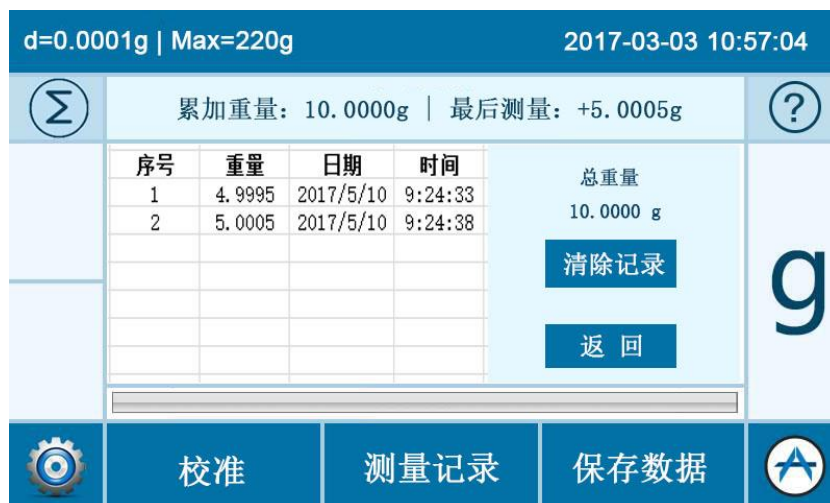 d=0.0001g | Max=220g 2017-03-03 10:57:04
Σ 累加重量: 10.0000g | 最后测量: +5.0005g ?
序号 重量 日期 时间
1 4.9995 2017/5/10 9:24:33
2 5.0005 2017/5/10 9:24:38
总重量
10.0000 g
清除记录
返回
g
校准 测量记录 保存数据